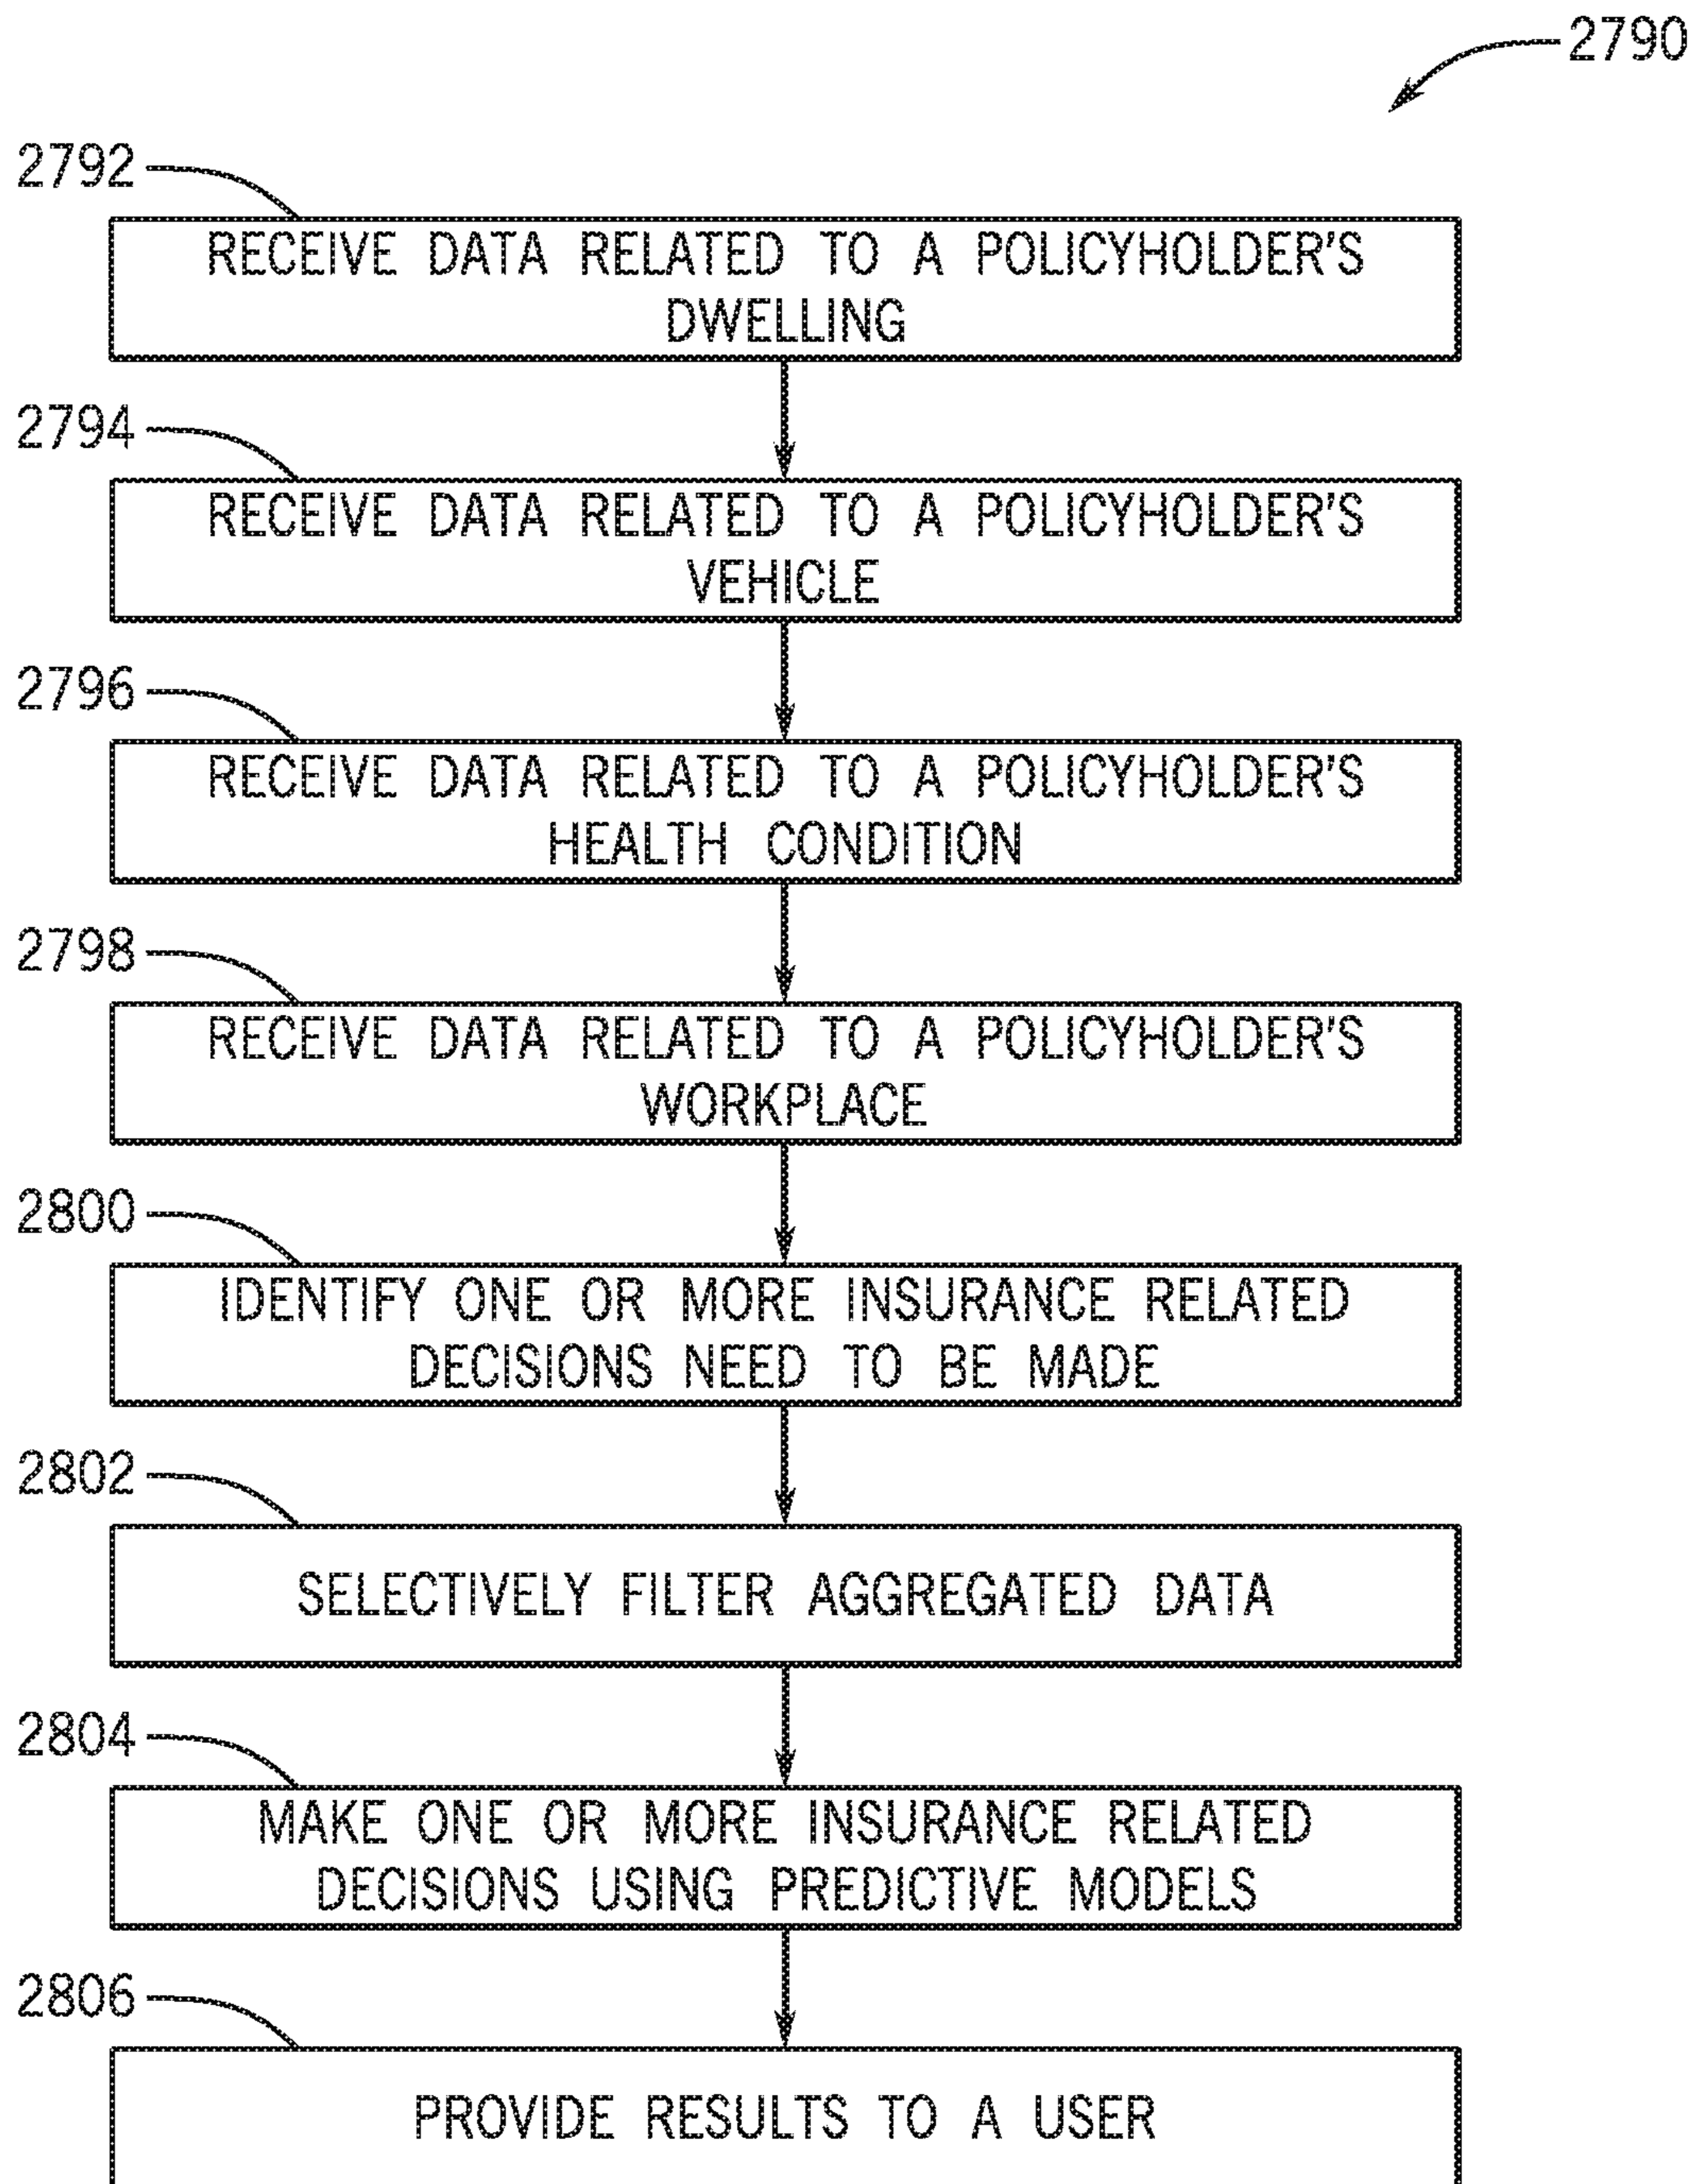 2790
2792
RECEIVE DATA RELATED TO A POLICYHOLDER'S
DWELLING
2794
RECEIVE DATA RELATED TO A POLICYHOLDER'S
VEHICLE
2796
RECEIVE DATA RELATED TO A POLICYHOLDER'S
HEALTH CONDITION
2798
RECEIVE DATA RELATED TO A POLICYHOLDER'S
WORKPLACE
2800
IDENTIFY ONE OR MORE INSURANCE RELATED
DECISIONS NEED TO BE MADE
2802
SELECTIVELY FILTER AGGREGATED DATA
2804
MAKE ONE OR MORE INSURANCE RELATED
DECISIONS USING PREDICTIVE MODELS
2806
PROVIDE RESULTS TO A USER